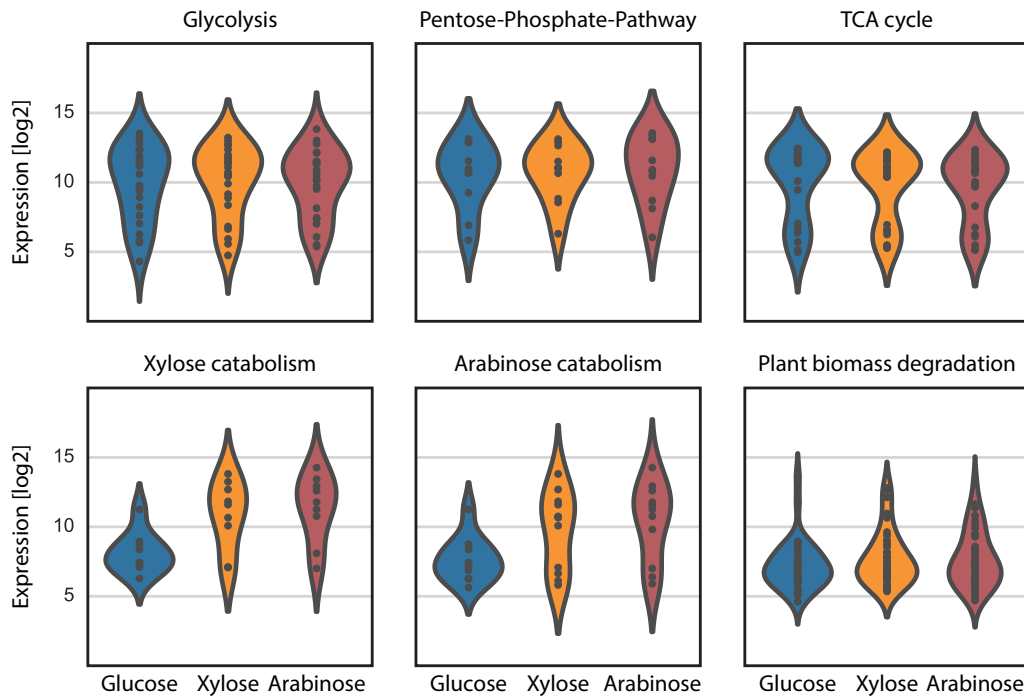 Glycolysis
Pentose-Phosphate-Pathway
TCA cycle
Expression [log2]
15
10
5
Xylose catabolism
Arabinose catabolism
Plant biomass degradation
Expression [log2]
15
10
5
Glucose Xylose Arabinose
Glucose Xylose Arabinose
Glucose Xylose Arabinose